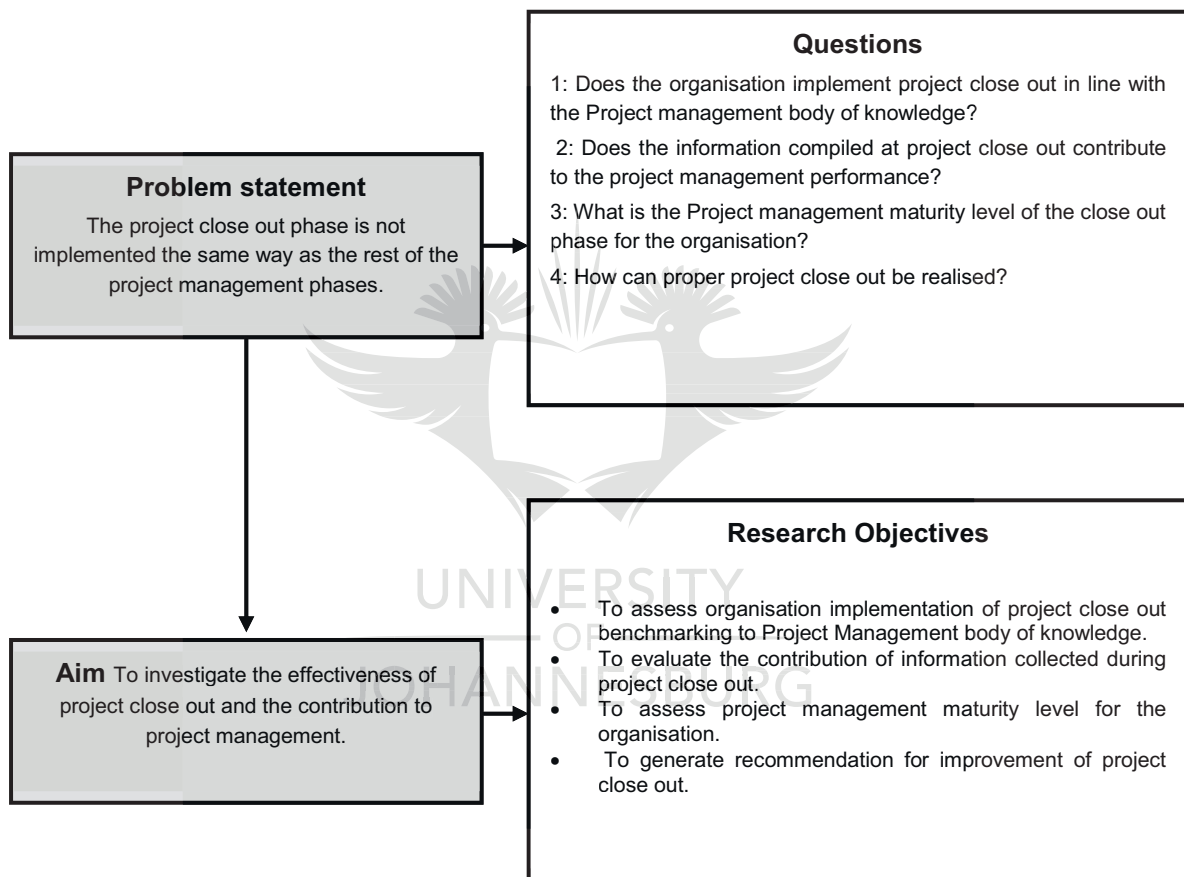 Questions
1: Does the organisation implement project close out in line with
the Project management body of knowledge?
2: Does the information compiled at project close out contribute
to the project management performance?
3: What is the Project management maturity level of the close out
phase for the organisation?
4: How can proper project close out be realised?
Problem statement
The project close out phase is not
implemented the same way as the rest of the
project management phases.
Research Objectives
• To assess organisation implementation of project close out
benchmarking to Project Management body of knowledge.
• To evaluate the contribution of information collected during
project close out.
• To assess project management maturity level for the
organisation.
• To generate recommendation for improvement of project
close out.
Aim To investigate the effectiveness of
project close out and the contribution to
project management.
UNIVERSITY
OF
JOHANNESBURG